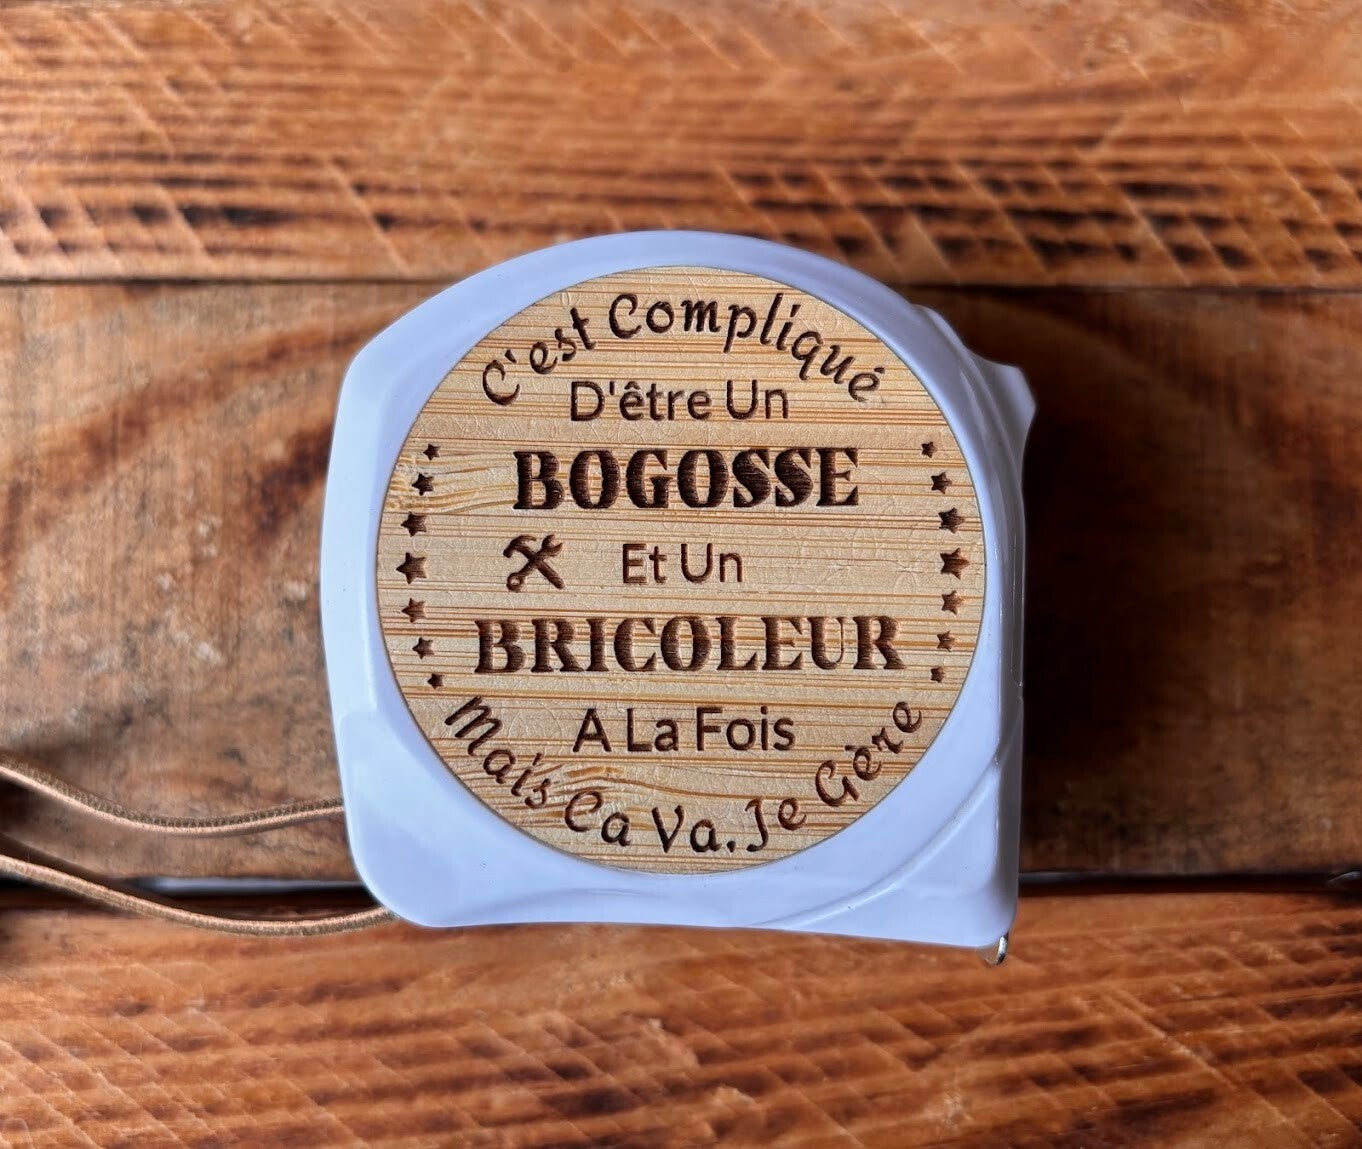 C'est Compliqué
D'être Un
BOGOSSE
Et Un
BRICOLEUR
A La Fois
Mais Ca Va. Je Gère